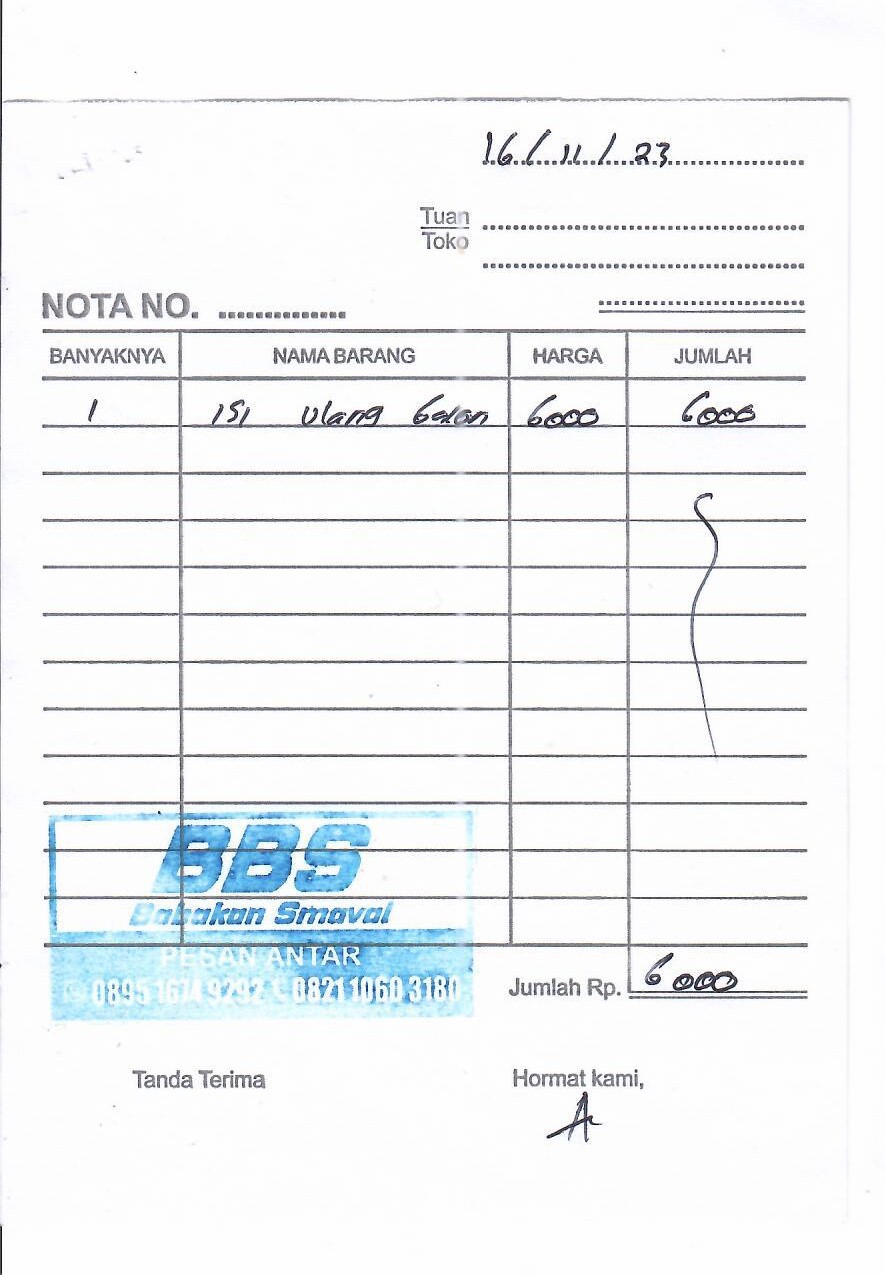 16/11/23
Tuan
Toko
NOTA NO.
BANYAKNYA NAMA BARANG HARGA JUMLAH
1 isi ulang Galon 6000 6000
BBS
Babakan Smaval
PESAN ANTAR
0895 1674 9292 0821 1060 3180
Jumlah Rp. 6000
Tanda Terima Hormat kami,